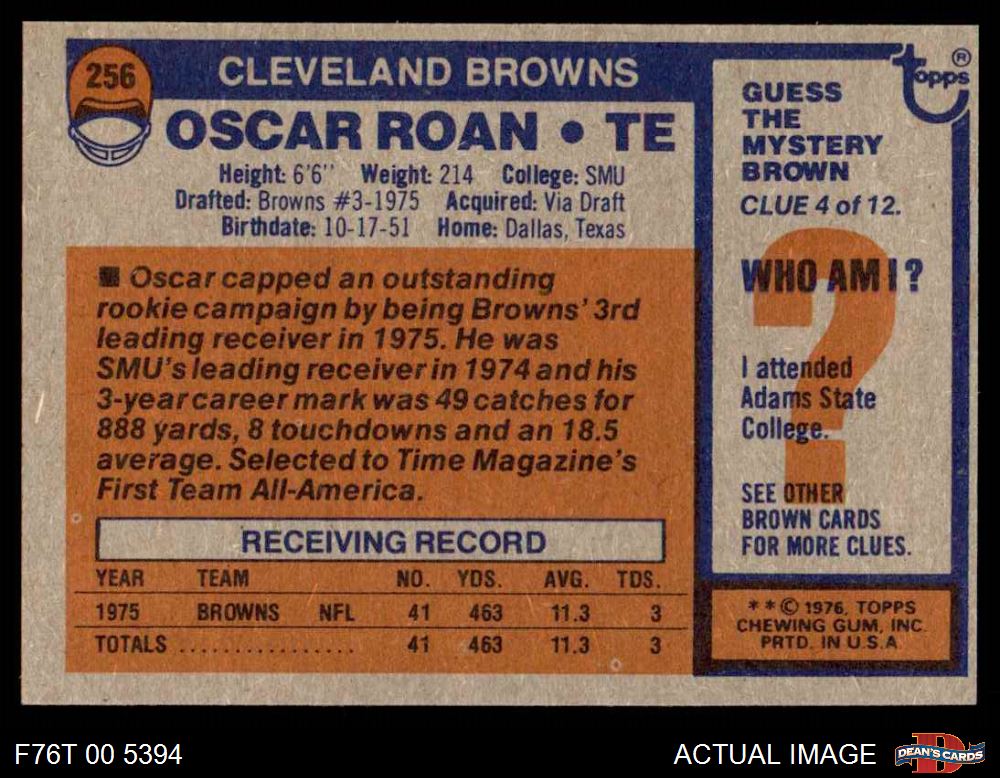 256
CLEVELAND BROWNS
OSCAR ROAN • TE
Height: 6'6" Weight: 214 College: SMU
Drafted: Browns #3-1975 Acquired: Via Draft
Birthdate: 10-17-51 Home: Dallas, Texas
■ Oscar capped an outstanding
rookie campaign by being Browns' 3rd
leading receiver in 1975. He was
SMU's leading receiver in 1974 and his
3-year career mark was 49 catches for
888 yards, 8 touchdowns and an 18.5
average. Selected to Time Magazine's
First Team All-America.
RECEIVING RECORD
YEAR TEAM NO. YDS. AVG. TDS.
1975 BROWNS NFL 41 463 11.3 3
TOTALS ................ 41 463 11.3 3
topps ®
GUESS
THE
MYSTERY
BROWN
CLUE 4 of 12.
?
WHO AM I?
I attended
Adams State
College.
SEE OTHER
BROWN CARDS
FOR MORE CLUES.
* * © 1976, TOPPS
CHEWING GUM, INC.
PRTD. IN U.S.A
F76T 00 5394
ACTUAL IMAGE
D
DEAN'S CARDS